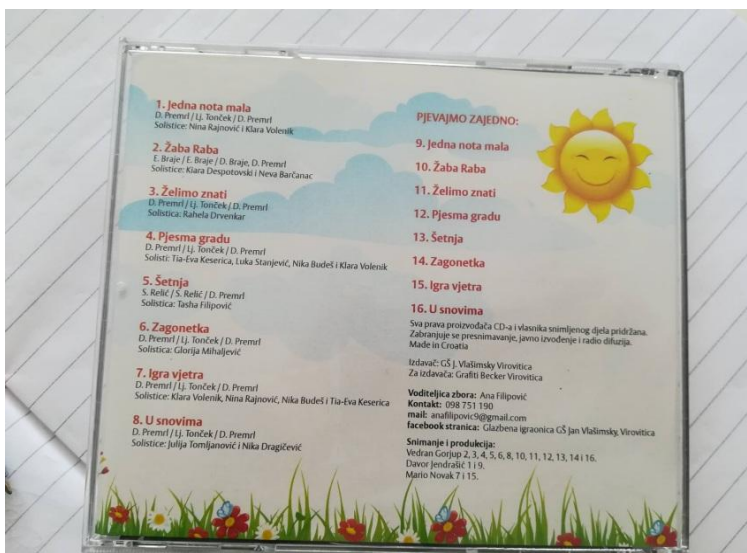 1. Jedna nota mala
D. Premrl / Lj. Tonček / D. Premrl
Solistice: Nina Rajnović i Klara Volenik
2. Žaba Raba
E. Braje / E. Braje / D. Braje, D. Premrl
Solistice: Kiara Despotovski i Neva Barčanac
3. Želimo znati
D. Premrl / Lj. Tonček / D. Premrl
Solistica: Rahela Drvenkar
4. Pjesma gradu
D. Premrl / Lj. Tonček / D. Premrl
Solisti: Tia-Eva Keserica, Luka Stanjević, Nika Budeš i Klara Volenik
5. Šetnja
S. Relić / S. Relić / D. Premrl
Solistica: Tasha Filipović
6. Zagonetka
D. Premrl / Lj. Tonček / D. Premrl
Solistica: Glorija Mihaljević
7. Igra vjetra
D. Premrl / Lj. Tonček / D. Premrl
Solistice: Klara Volenik, Nina Rajnović, Nika Budeš i Tia-Eva Keserica
8. U snovima
D. Premrl / Lj. Tonček / D. Premrl
Solistice: Julija Tomljanović i Nika Dragičević
PJEVAJMO ZAJEDNO:
9. Jedna nota mala
10. Žaba Raba
11. Želimo znati
12. Pjesma gradu
13. Šetnja
14. Zagonetka
15. Igra vjetra
16. U snovima
Sva prava proizvođača CD-a i vlasnika snimljenog djela pridržana.
Zabranjuje se presnimavanje, javno izvođenje i radio difuzija.
Made in Croatia
Izdavač: GŠ J. Vlašimsky Virovitica
Za izdavača: Grafiti Becker Virovitica
Voditeljica zbora: Ana Filipović
Kontakt: 098 751 190
mail: anafilipovic9@gmail.com
facebook stranica: Glazbena igraonica GŠ Jan Vlašimsky, Virovitica
Snimanje i produkcija:
Vedran Gorjup 2, 3, 4, 5, 6, 8, 10, 11, 12, 13, 14 i 16.
Davor Jendrašić 1 i 9.
Mario Novak 7 i 15.